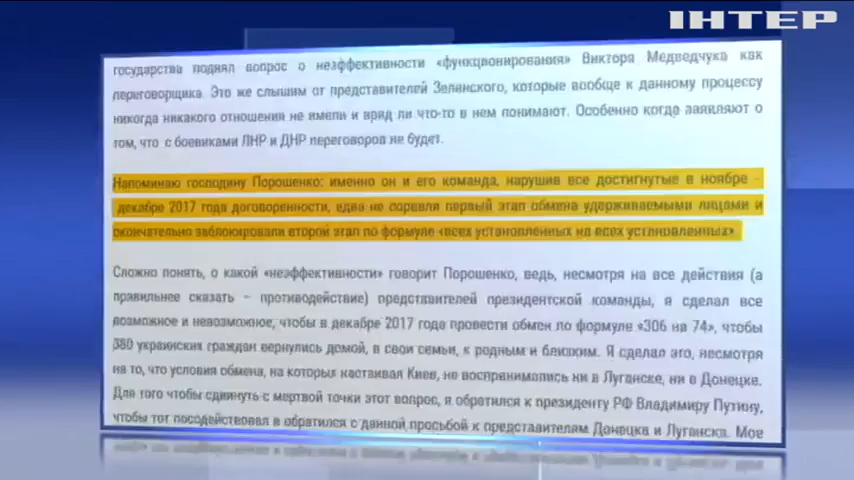 ІНТЕР
государства поднял вопрос о неэффективности «функционирования» Виктора Медведчука как
переговорщика. Это же слышим от представителей Зеленского, которые вообще к данному процессу
никогда никакого отношения не имели и вряд ли что-то в нем понимают. Особенно когда заявляют о
том, что с боевиками ЛНР и ДНР переговоров не будет.
Напоминаю господину Порошенко: именно он и его команда, нарушив все достигнутые в ноябре -
декабре 2017 года договоренности, едва не сорвала первый этап обмена удерживаемыми лицами и
окончательно заблокировали второй этап по формуле «всех установленных на всех установленных».
Сложно понять, о какой «неэффективности» говорит Порошенко, ведь, несмотря на все действия (а
правильнее сказать – противодействие) представителей президентской команды, я сделал все
возможное и невозможное, чтобы в декабре 2017 года провести обмен по формуле «306 на 74», чтобы
380 украинских граждан вернулись домой, в свои семьи, к родным и близким. Я сделал это, несмотря
на то, что условия обмена, на которых настаивал Киев, не воспринимались ни в Луганске, ни в Донецке.
Для того чтобы сдвинуть с мертвой точки этот вопрос, я обратился к президенту РФ Владимиру Путину,
чтобы тот посодействовал и обратился с данной просьбой к представителям Донецка и Луганска. Мое